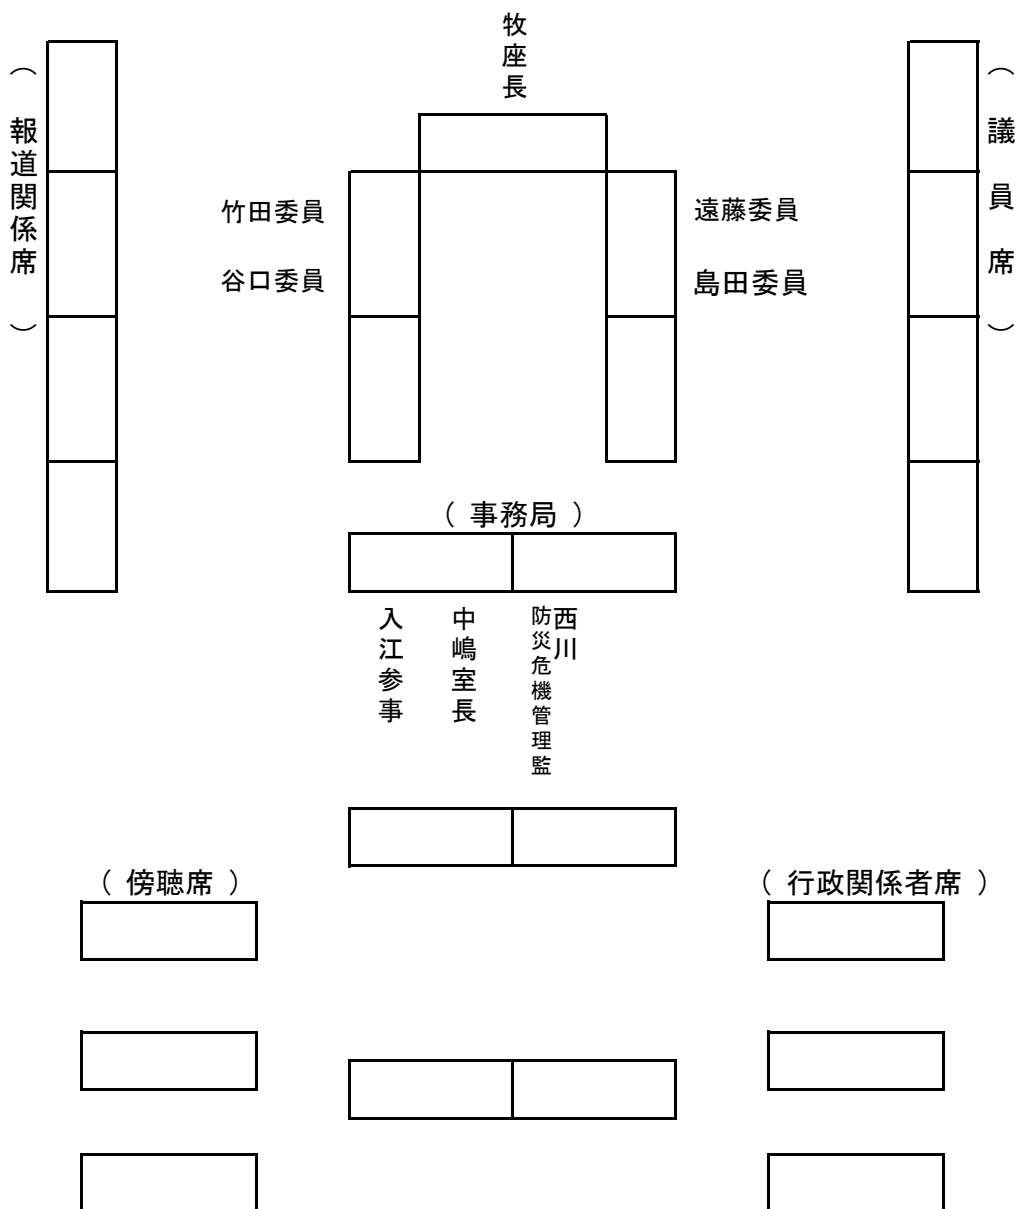 牧座長
（報道関係席）
（議員席）
竹田委員
遠藤委員
谷口委員
島田委員
（ 事務局 ）
入江参事
中嶋室長
西川
防災危機管理監
（ 傍聴席 ）
（ 行政関係者席 ）